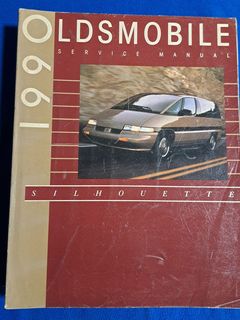 1990
OLDSMOBILE
SERVICE MANUAL
SILHOUETTE